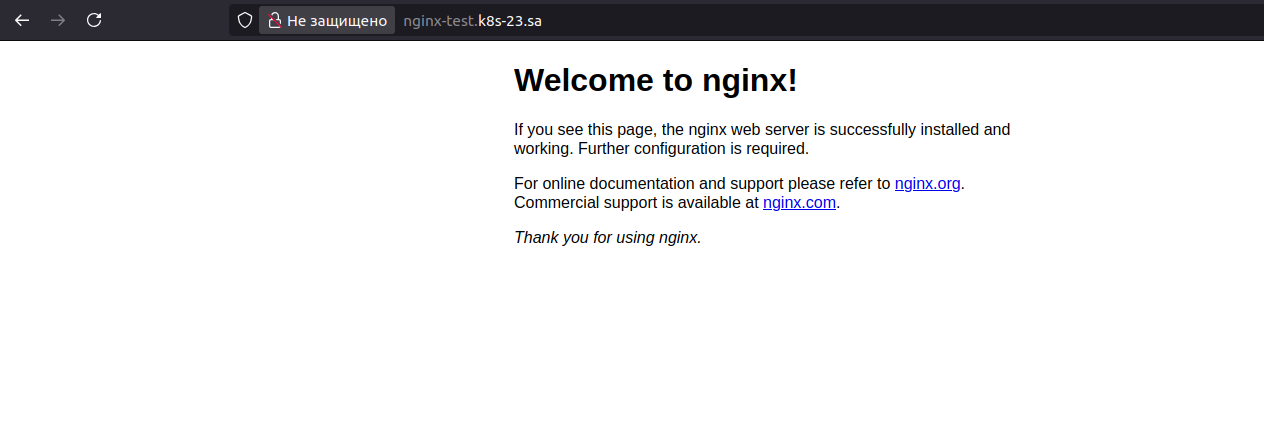 Не защищено nginx-test.k8s-23.sa
Welcome to nginx!
If you see this page, the nginx web server is successfully installed and
working. Further configuration is required.
For online documentation and support please refer to nginx.org.
Commercial support is available at nginx.com.
Thank you for using nginx.